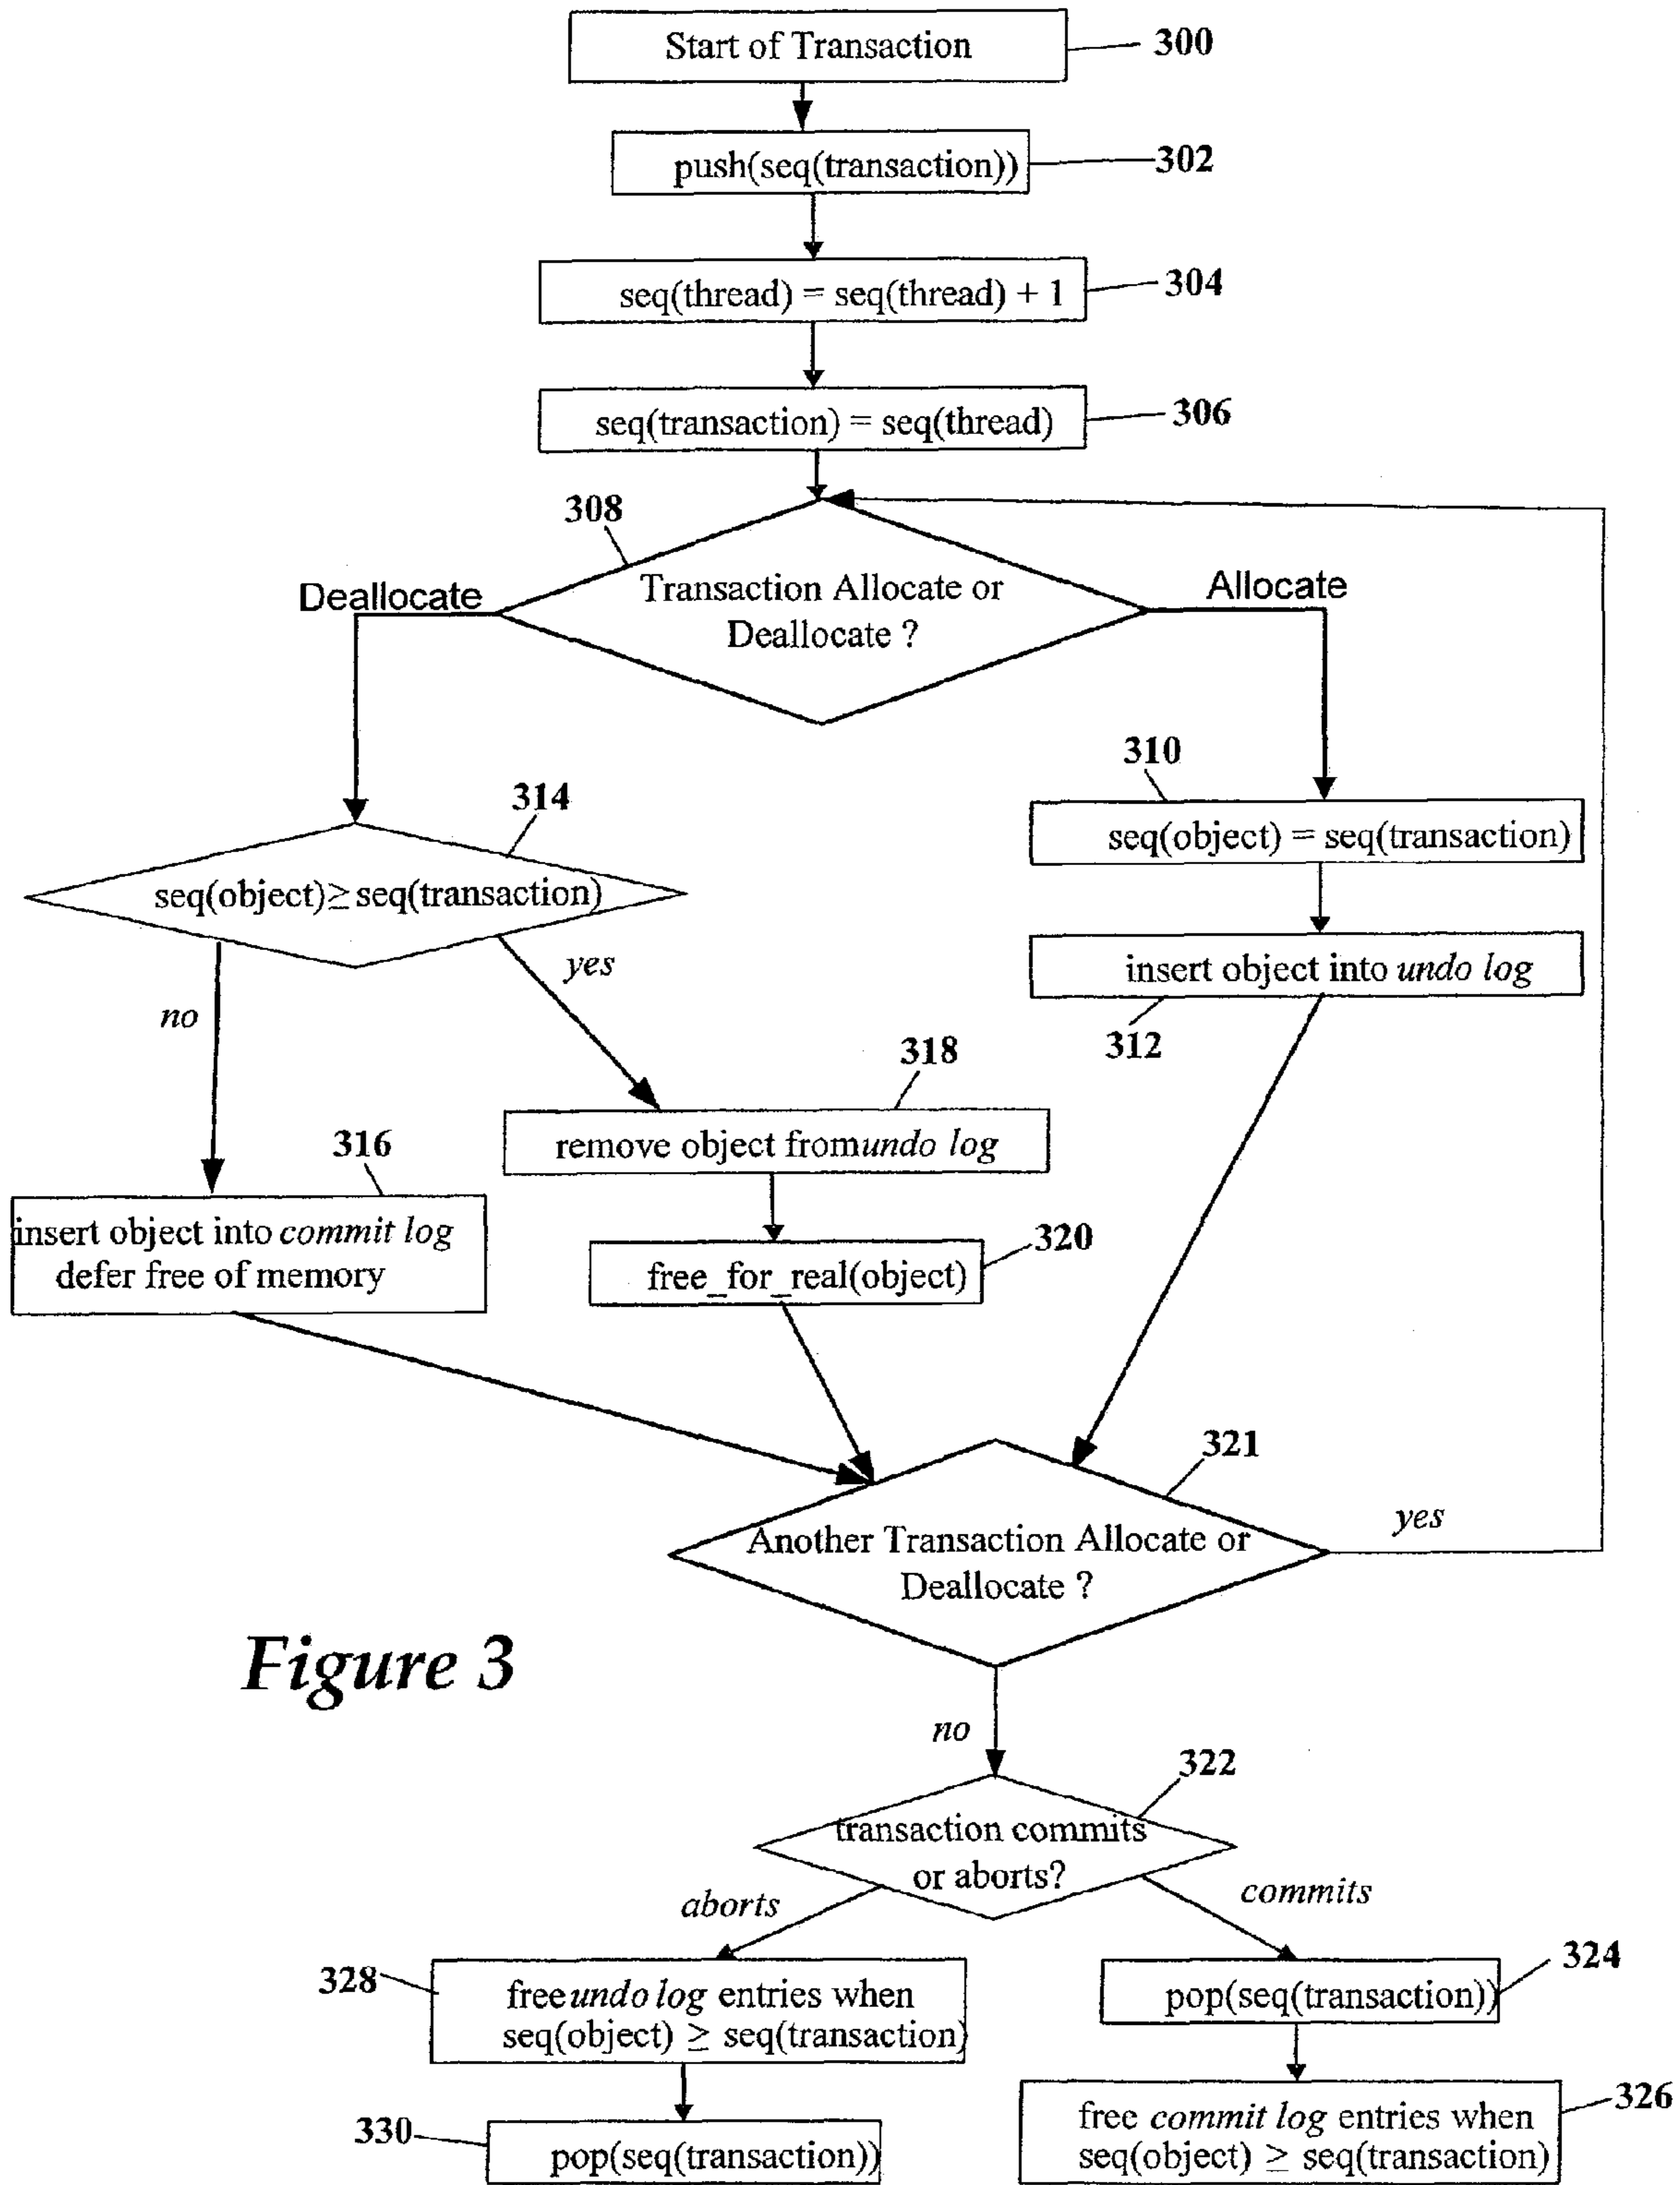 Start of Transaction
300
push(seq(transaction))
302
seq(thread) = seq(thread) + 1
304
seq(transaction) = seq(thread)
306
308
Deallocate
Transaction Allocate or
Deallocate ?
Allocate
310
seq(object) = seq(transaction)
314
seq(object)≥ seq(transaction)
insert object into undo log
312
yes
no
318
remove object fromundo log
316
insert object into commit log
defer free of memory
320
free_for_real(object)
321
Another Transaction Allocate or
Deallocate ?
yes
Figure 3
no
322
transaction commits
or aborts?
aborts
commits
328
free undo log entries when
seq(object) ≥ seq(transaction)
324
pop(seq(transaction))
330
pop(seq(transaction))
326
free commit log entries when
seq(object) ≥ seq(transaction)